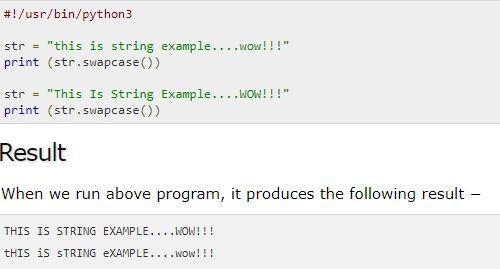 #!/usr/bin/python3
str = "this is string example....wow!!!"
print (str.swapcase())
str = "This Is String Example....WOW!!!"
print (str.swapcase())
Result
When we run above program, it produces the following result −
THIS IS STRING EXAMPLE....WOW!!!
tHIS iS sTRING eXAMPLE....wow!!!